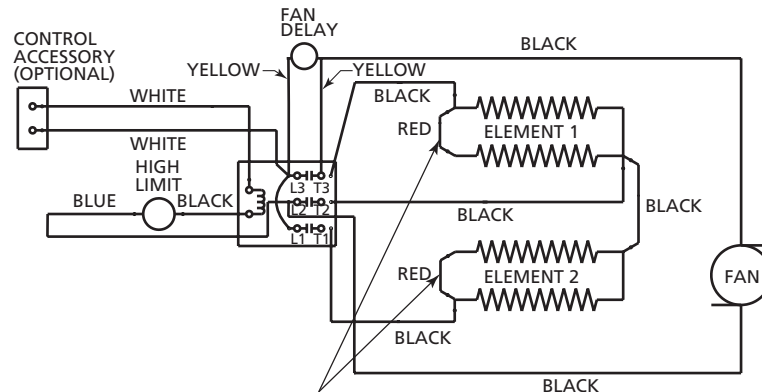 FAN
DELAY
CONTROL
ACCESSORY
(OPTIONAL)
BLACK
YELLOW
YELLOW
WHITE
BLACK
RED
ELEMENT 1
WHITE
HIGH
LIMIT
BLUE
BLACK
L3 T3
L2 T2
L1 T1
BLACK
BLACK
RED
ELEMENT 2
FAN
BLACK
BLACK